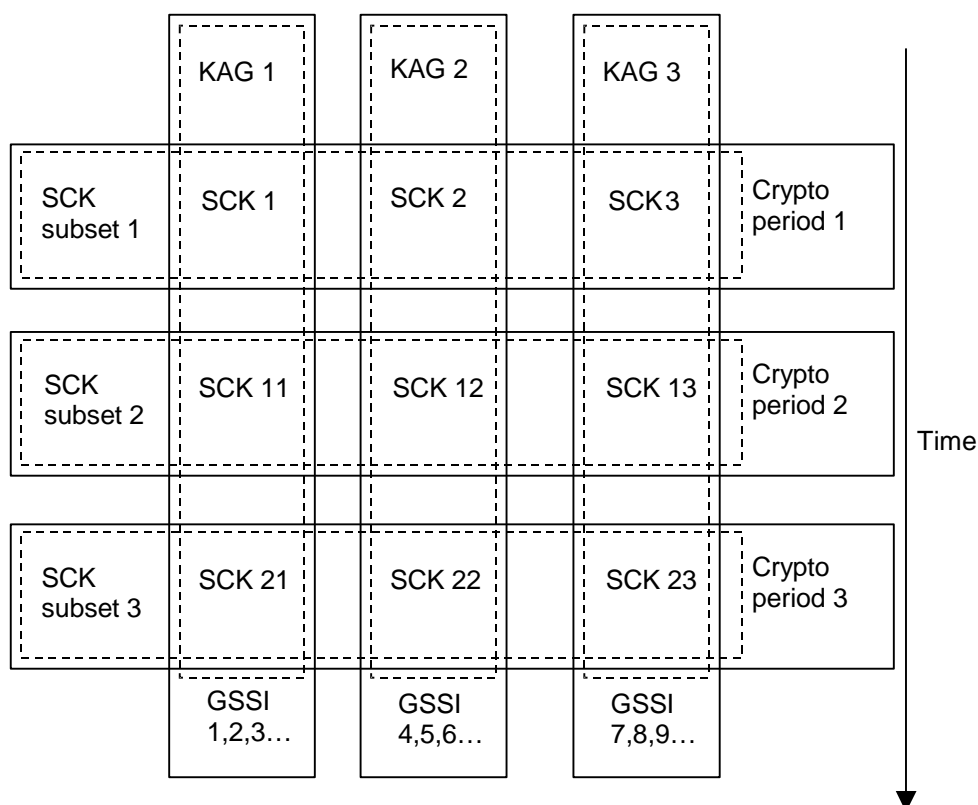 KAG 1
KAG 2
KAG 3
SCK
subset 1
SCK 1
SCK 2
SCK3
Crypto
period 1
SCK
subset 2
SCK 11
SCK 12
SCK 13
Crypto
period 2
Time
SCK
subset 3
SCK 21
SCK 22
SCK 23
Crypto
period 3
GSSI
1,2,3…
GSSI
4,5,6…
GSSI
7,8,9…